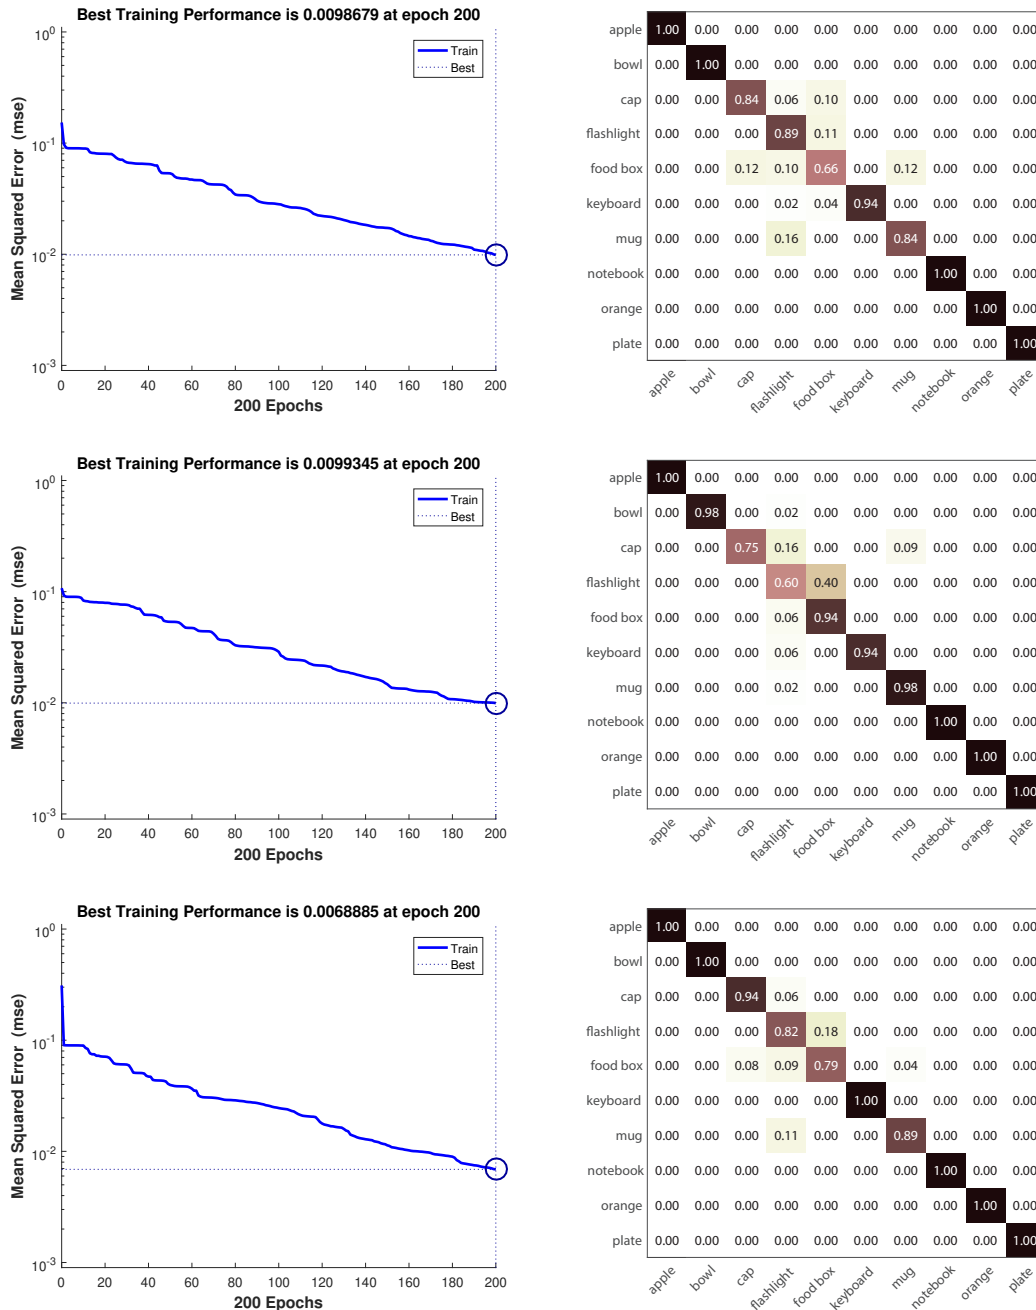 Best Training Performance is 0.0098679 at epoch 200
Mean Squared Error (mse)
10^0
10^-1
10^-2
10^-3
Train
Best
0 20 40 60 80 100 120 140 160 180 200
200 Epochs
apple 1.00 0.00 0.00 0.00 0.00 0.00 0.00 0.00 0.00 0.00
bowl 0.00 1.00 0.00 0.00 0.00 0.00 0.00 0.00 0.00 0.00
cap 0.00 0.00 0.84 0.06 0.10 0.00 0.00 0.00 0.00 0.00
flashlight 0.00 0.00 0.00 0.89 0.11 0.00 0.00 0.00 0.00 0.00
food box 0.00 0.00 0.12 0.10 0.66 0.00 0.12 0.00 0.00 0.00
keyboard 0.00 0.00 0.00 0.02 0.04 0.94 0.00 0.00 0.00 0.00
mug 0.00 0.00 0.00 0.16 0.00 0.00 0.84 0.00 0.00 0.00
notebook 0.00 0.00 0.00 0.00 0.00 0.00 0.00 1.00 0.00 0.00
orange 0.00 0.00 0.00 0.00 0.00 0.00 0.00 0.00 1.00 0.00
plate 0.00 0.00 0.00 0.00 0.00 0.00 0.00 0.00 0.00 1.00
apple bowl cap flashlight food box keyboard mug notebook orange plate
Best Training Performance is 0.0099345 at epoch 200
Mean Squared Error (mse)
10^0
10^-1
10^-2
10^-3
Train
Best
0 20 40 60 80 100 120 140 160 180 200
200 Epochs
apple 1.00 0.00 0.00 0.00 0.00 0.00 0.00 0.00 0.00 0.00
bowl 0.00 0.98 0.00 0.02 0.00 0.00 0.00 0.00 0.00 0.00
cap 0.00 0.00 0.75 0.16 0.00 0.00 0.09 0.00 0.00 0.00
flashlight 0.00 0.00 0.00 0.60 0.40 0.00 0.00 0.00 0.00 0.00
food box 0.00 0.00 0.00 0.06 0.94 0.00 0.00 0.00 0.00 0.00
keyboard 0.00 0.00 0.00 0.06 0.00 0.94 0.00 0.00 0.00 0.00
mug 0.00 0.00 0.00 0.02 0.00 0.00 0.98 0.00 0.00 0.00
notebook 0.00 0.00 0.00 0.00 0.00 0.00 0.00 1.00 0.00 0.00
orange 0.00 0.00 0.00 0.00 0.00 0.00 0.00 0.00 1.00 0.00
plate 0.00 0.00 0.00 0.00 0.00 0.00 0.00 0.00 0.00 1.00
apple bowl cap flashlight food box keyboard mug notebook orange plate
Best Training Performance is 0.0068885 at epoch 200
Mean Squared Error (mse)
10^0
10^-1
10^-2
10^-3
Train
Best
0 20 40 60 80 100 120 140 160 180 200
200 Epochs
apple 1.00 0.00 0.00 0.00 0.00 0.00 0.00 0.00 0.00 0.00
bowl 0.00 1.00 0.00 0.00 0.00 0.00 0.00 0.00 0.00 0.00
cap 0.00 0.00 0.94 0.06 0.00 0.00 0.00 0.00 0.00 0.00
flashlight 0.00 0.00 0.00 0.82 0.18 0.00 0.00 0.00 0.00 0.00
food box 0.00 0.00 0.08 0.09 0.79 0.00 0.04 0.00 0.00 0.00
keyboard 0.00 0.00 0.00 0.00 0.00 1.00 0.00 0.00 0.00 0.00
mug 0.00 0.00 0.00 0.11 0.00 0.00 0.89 0.00 0.00 0.00
notebook 0.00 0.00 0.00 0.00 0.00 0.00 0.00 1.00 0.00 0.00
orange 0.00 0.00 0.00 0.00 0.00 0.00 0.00 0.00 1.00 0.00
plate 0.00 0.00 0.00 0.00 0.00 0.00 0.00 0.00 0.00 1.00
apple bowl cap flashlight food box keyboard mug notebook orange plate